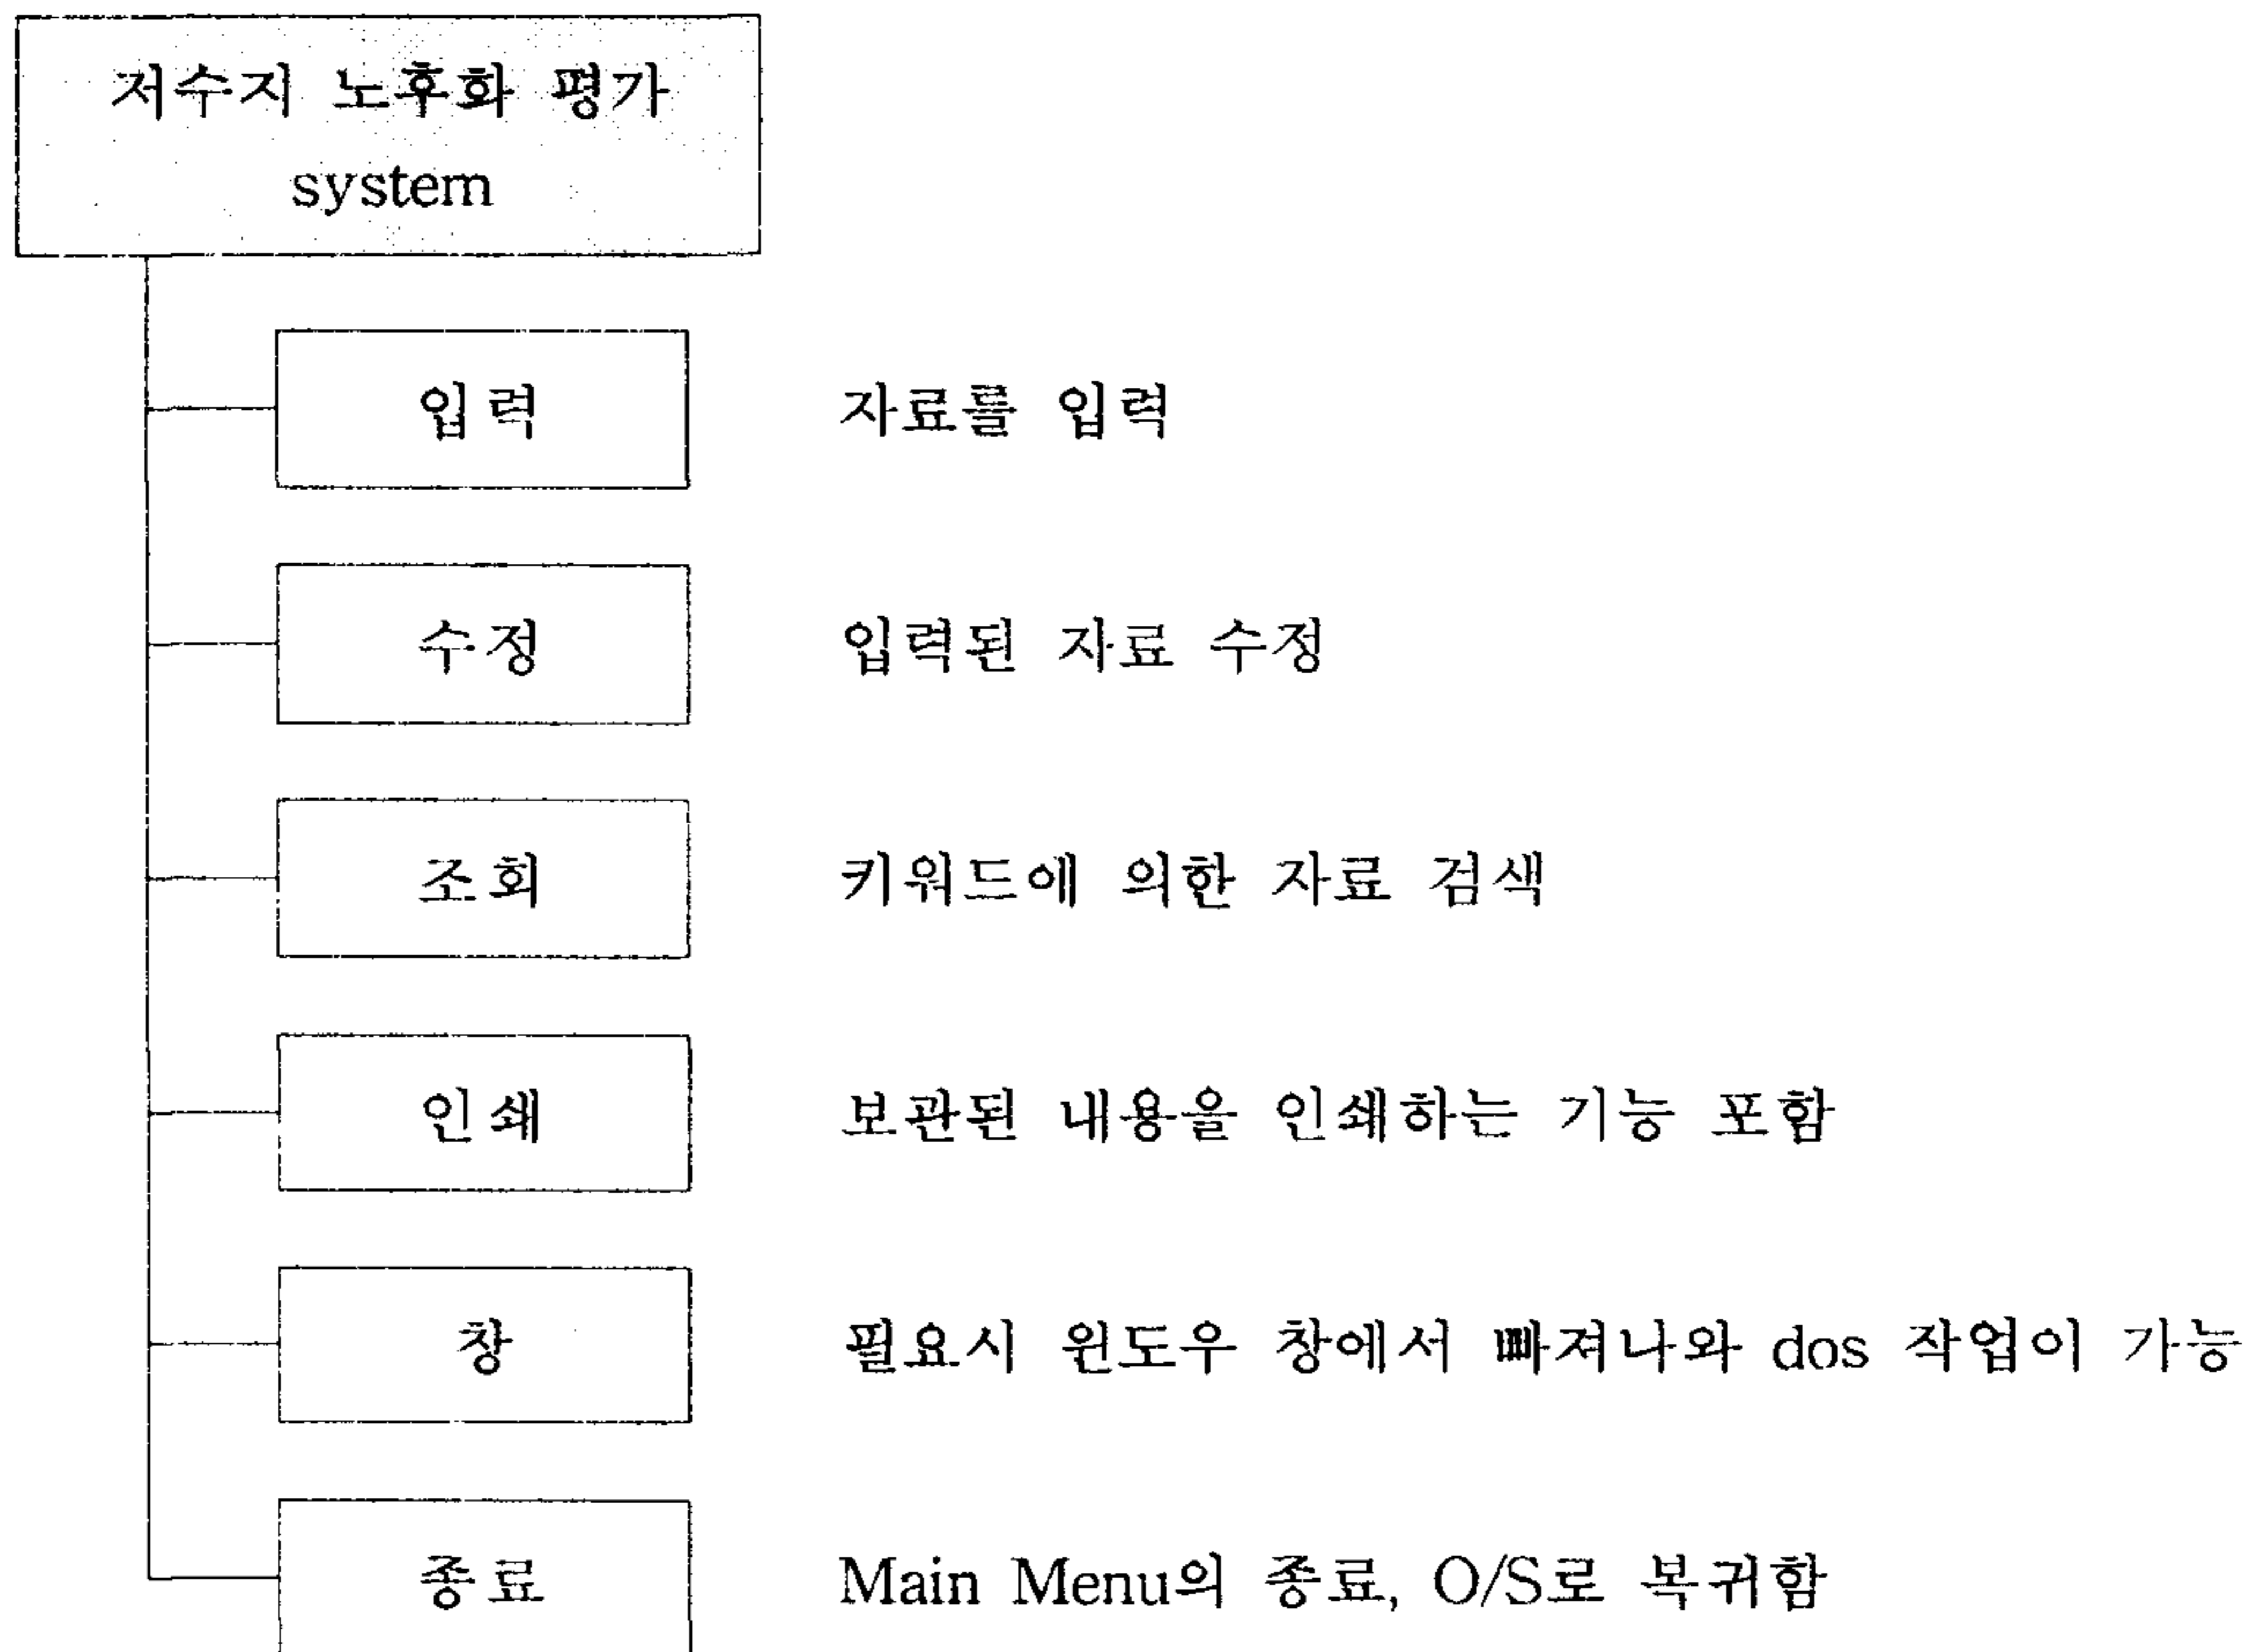 저수지 노후화 평가
system
입력 자료를 입력
수정 입력된 자료 수정
조회 키워드에 의한 자료 검색
인쇄 보관된 내용을 인쇄하는 기능 포함
창 필요시 윈도우 창에서 빠져나와 dos 작업이 가능
종료 Main Menu의 종료, O/S로 복귀함